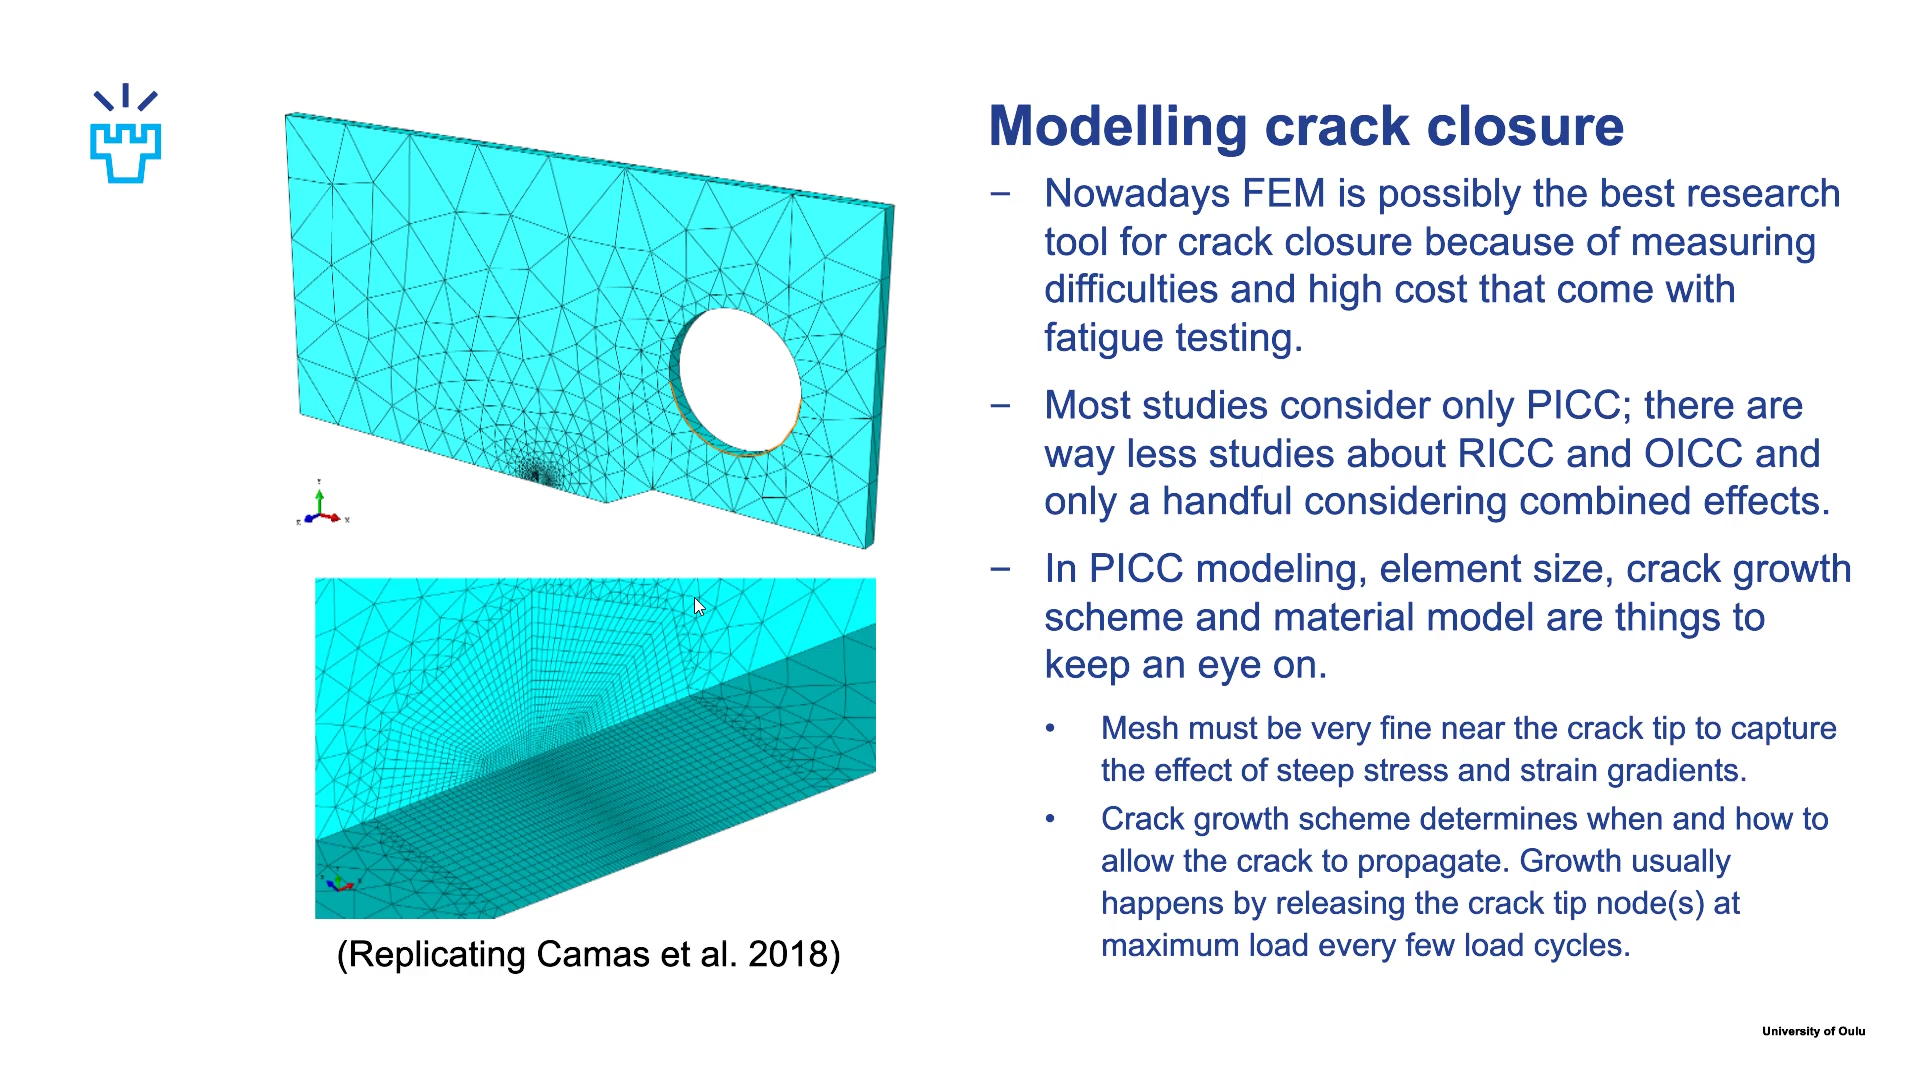 Modelling crack closure
– Nowadays FEM is possibly the best research
tool for crack closure because of measuring
difficulties and high cost that come with
fatigue testing.
– Most studies consider only PICC; there are
way less studies about RICC and OICC and
only a handful considering combined effects.
– In PICC modeling, element size, crack growth
scheme and material model are things to
keep an eye on.
• Mesh must be very fine near the crack tip to capture
the effect of steep stress and strain gradients.
• Crack growth scheme determines when and how to
allow the crack to propagate. Growth usually
happens by releasing the crack tip node(s) at
maximum load every few load cycles.
(Replicating Camas et al. 2018)
University of Oulu